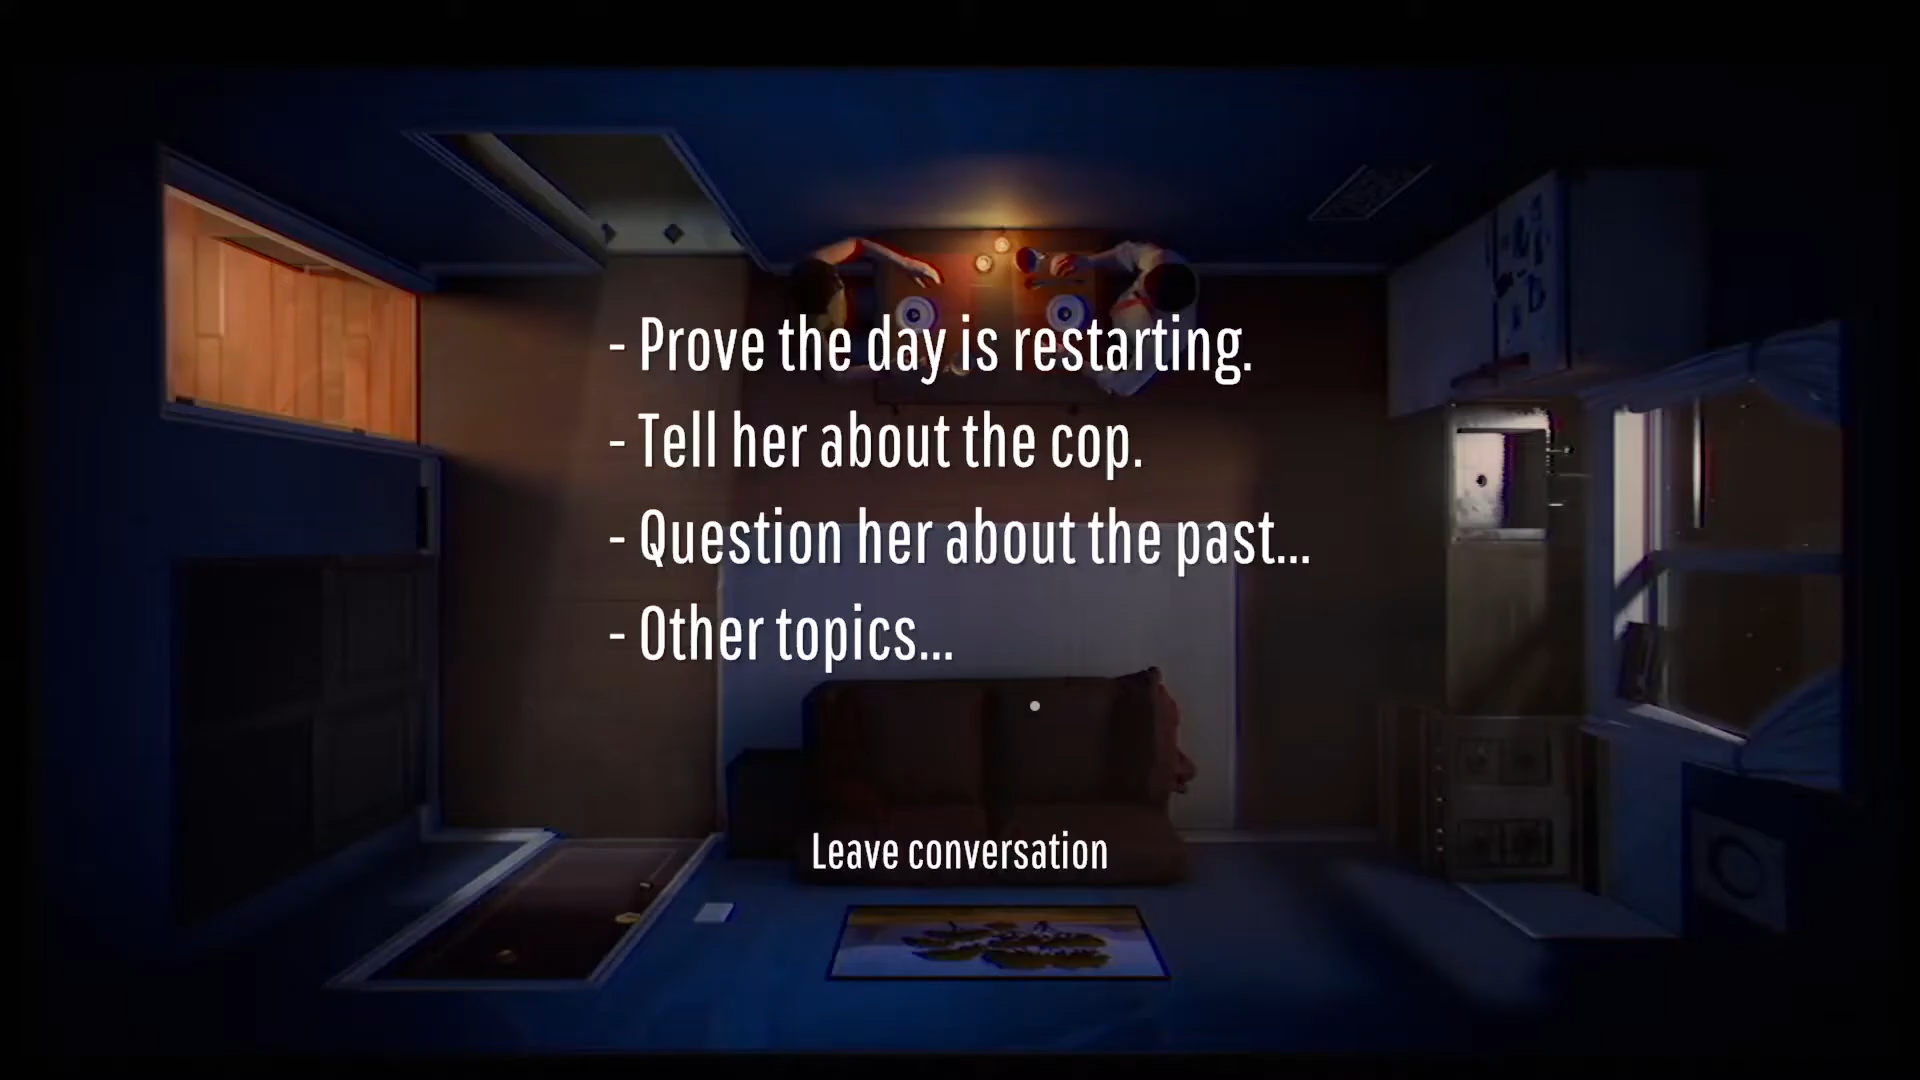 - Prove the day is restarting.
- Tell her about the cop.
- Question her about the past...
- Other topics...
Leave conversation